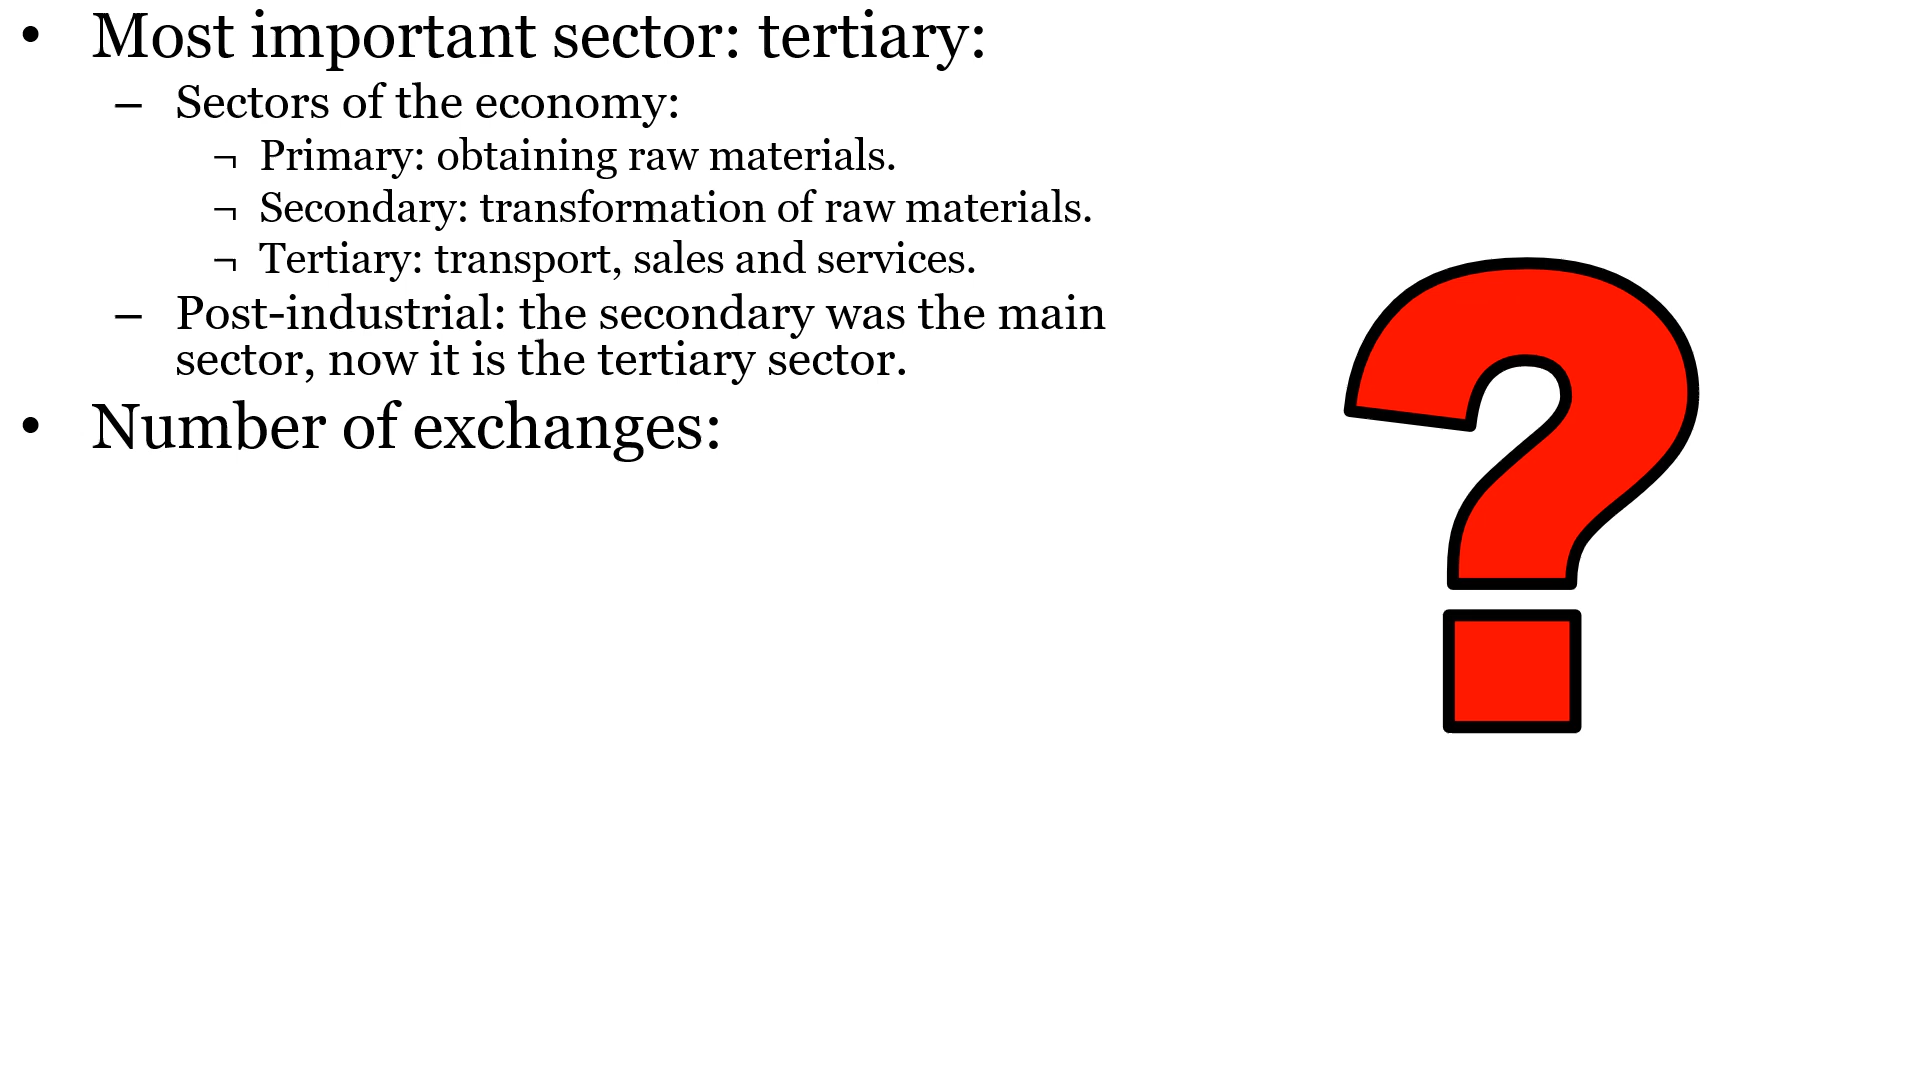 • Most important sector: tertiary:
– Sectors of the economy:
¬ Primary: obtaining raw materials.
¬ Secondary: transformation of raw materials.
¬ Tertiary: transport, sales and services.
– Post-industrial: the secondary was the main
sector, now it is the tertiary sector.
• Number of exchanges:
?